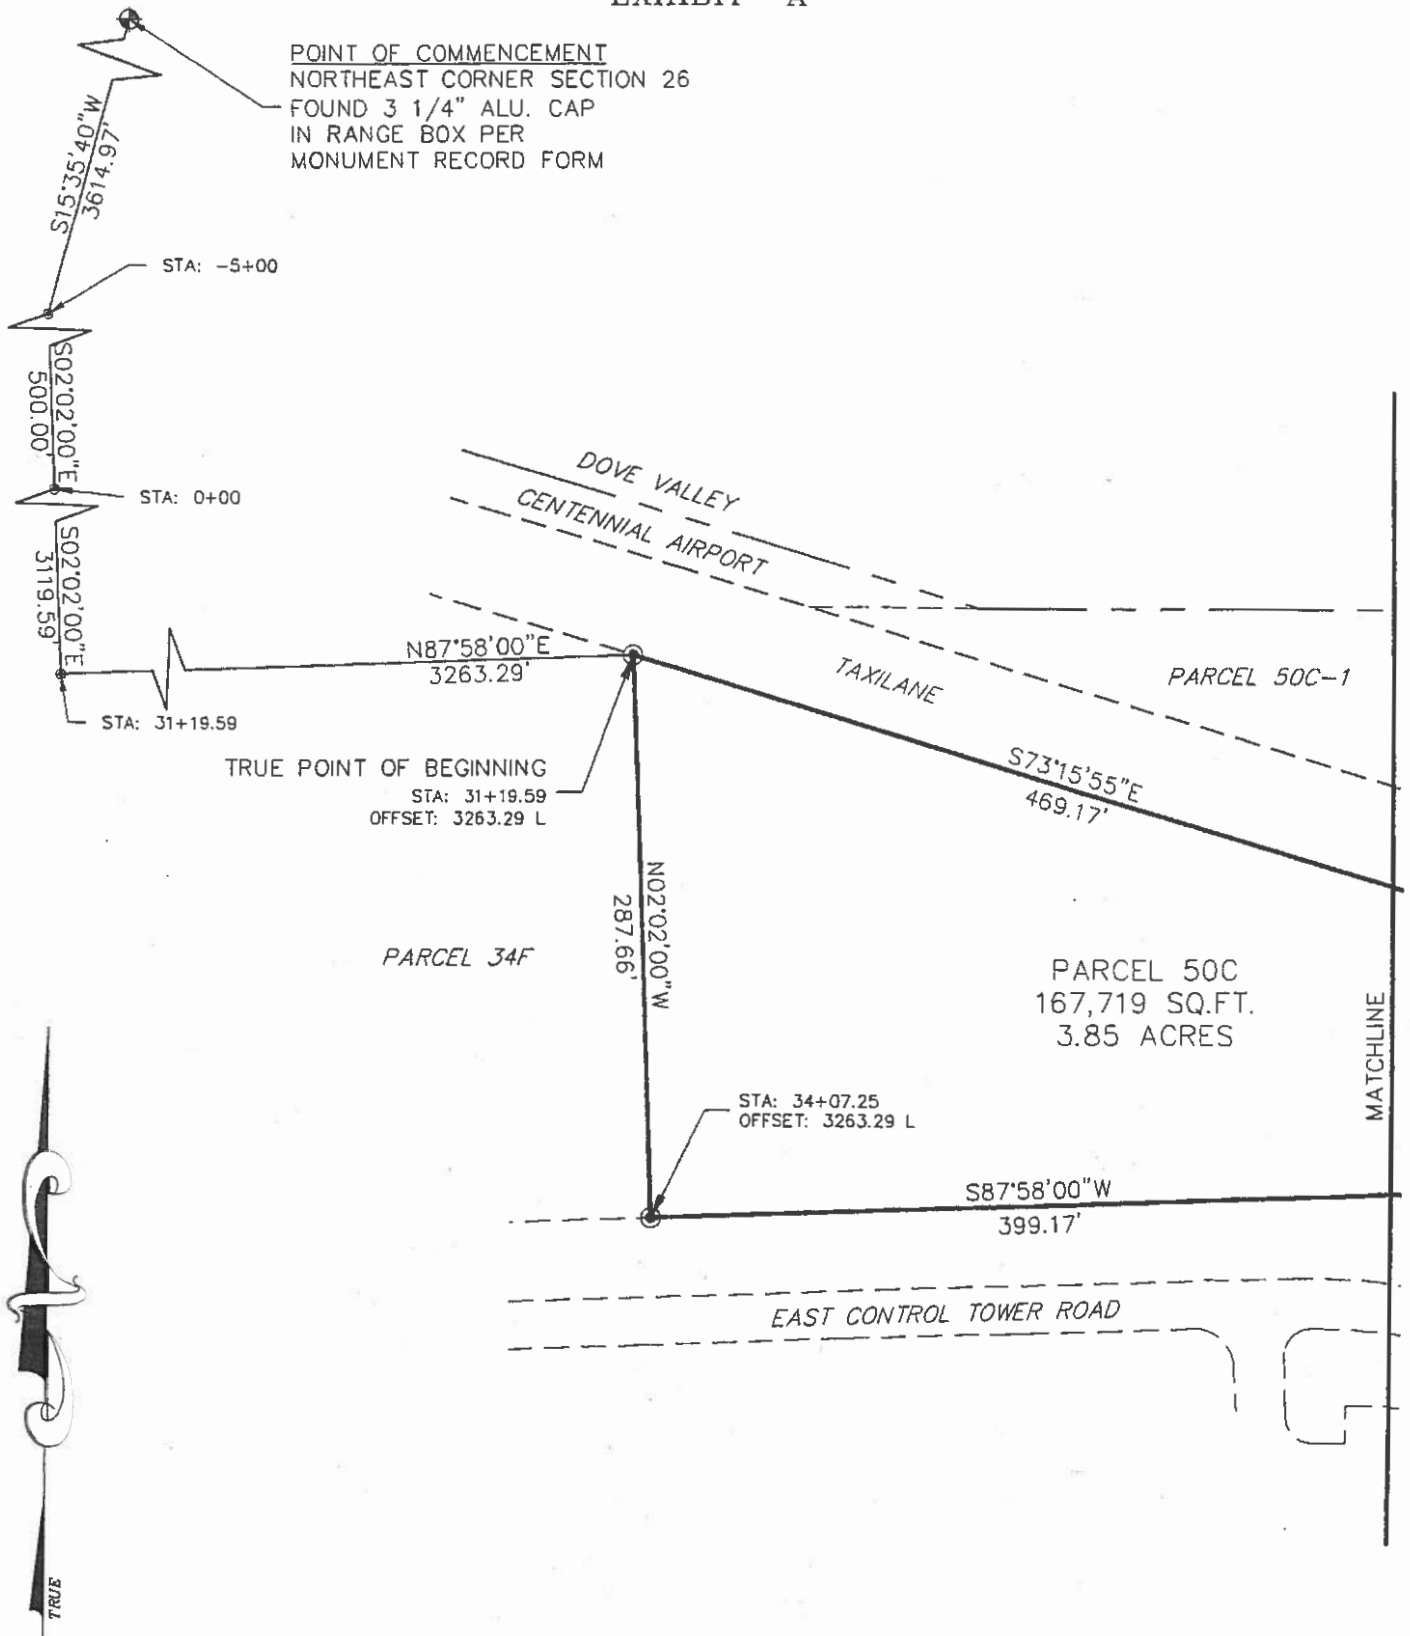 EXHIBIT "A"
POINT OF COMMENCEMENT
NORTHEAST CORNER SECTION 26
FOUND 3 1/4" ALU. CAP
IN RANGE BOX PER
MONUMENT RECORD FORM
S15°35'40"W
3614.97'
STA: -5+00
S02°02'00"E
500.00'
STA: 0+00
S02°02'00"E
3119.59'
DOVE VALLEY
CENTENNIAL AIRPORT
N87°58'00"E
3263.29'
STA: 31+19.59
TAXILANE
PARCEL 50C-1
TRUE POINT OF BEGINNING
STA: 31+19.59
OFFSET: 3263.29 L
S73°15'55"E
469.17'
N02°02'00"W
287.66'
PARCEL 34F
PARCEL 50C
167,719 SQ.FT.
3.85 ACRES
MATCHLINE
STA: 34+07.25
OFFSET: 3263.29 L
S87°58'00"W
399.17'
EAST CONTROL TOWER ROAD
TRUE